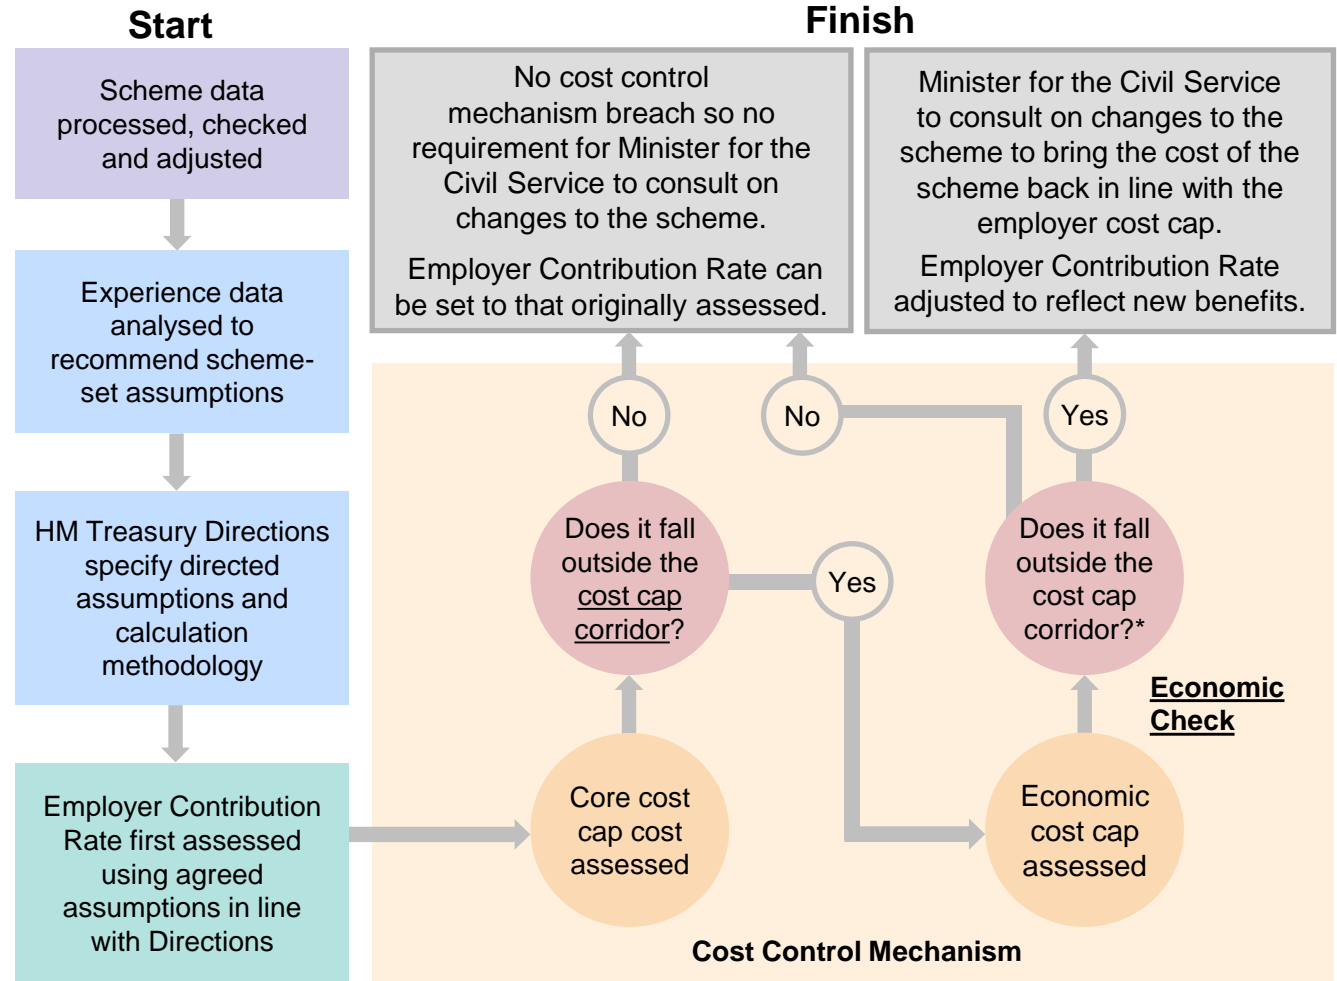 Start
Scheme data
processed, checked
and adjusted
Experience data
analysed to
recommend scheme-
set assumptions
HM Treasury Directions
specify directed
assumptions and
calculation
methodology
Employer Contribution
Rate first assessed
using agreed
assumptions in line
with Directions
Finish
No cost control
mechanism breach so no
requirement for Minister for the
Civil Service to consult on
changes to the scheme.
Employer Contribution Rate can
be set to that originally assessed.
Minister for the Civil Service
to consult on changes to the
scheme to bring the cost of the
scheme back in line with the
employer cost cap.
Employer Contribution Rate
adjusted to reflect new benefits.
No
No
Yes
Does it fall
outside the
cost cap
corridor?
Yes
Does it fall
outside the
cost cap
corridor?*
Economic
Check
Core cost
cap cost
assessed
Economic
cost cap
assessed
Cost Control Mechanism